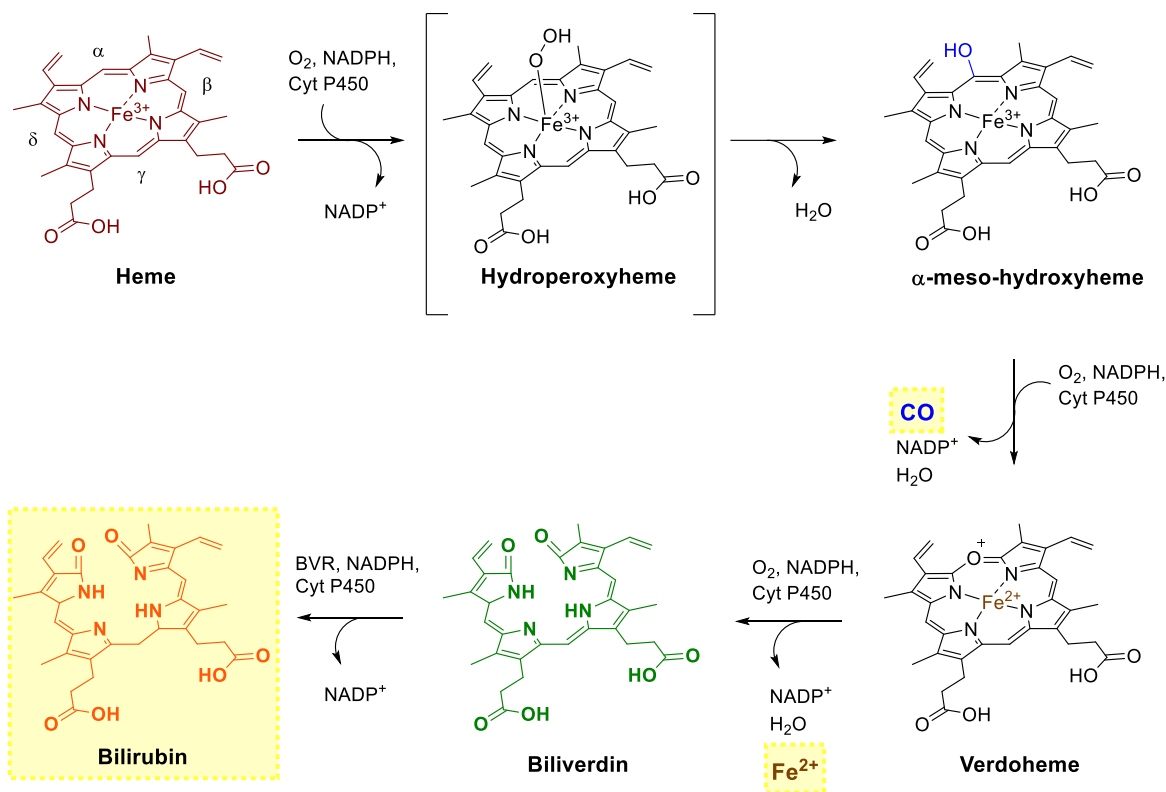 α
β
δ
γ
N
N
N
N
Fe3+
O
HO
O
OH
Heme
O2, NADPH,
Cyt P450
NADP+
OH
O
N
N
N
N
Fe3+
O
HO
O
OH
Hydroperoxyheme
H2O
HO
N
N
N
N
Fe3+
O
HO
O
OH
α-meso-hydroxyheme
O2, NADPH,
Cyt P450
CO
NADP+
H2O
O
+
N
N
N
N
Fe2+
O
HO
O
OH
Verdoheme
O2, NADPH,
Cyt P450
NADP+
H2O
Fe2+
O
O
N
NH
HN
N
O
HO
O
OH
Biliverdin
BVR, NADPH,
Cyt P450
NADP+
O
O
N
NH
HN
N
O
HO
O
OH
Bilirubin